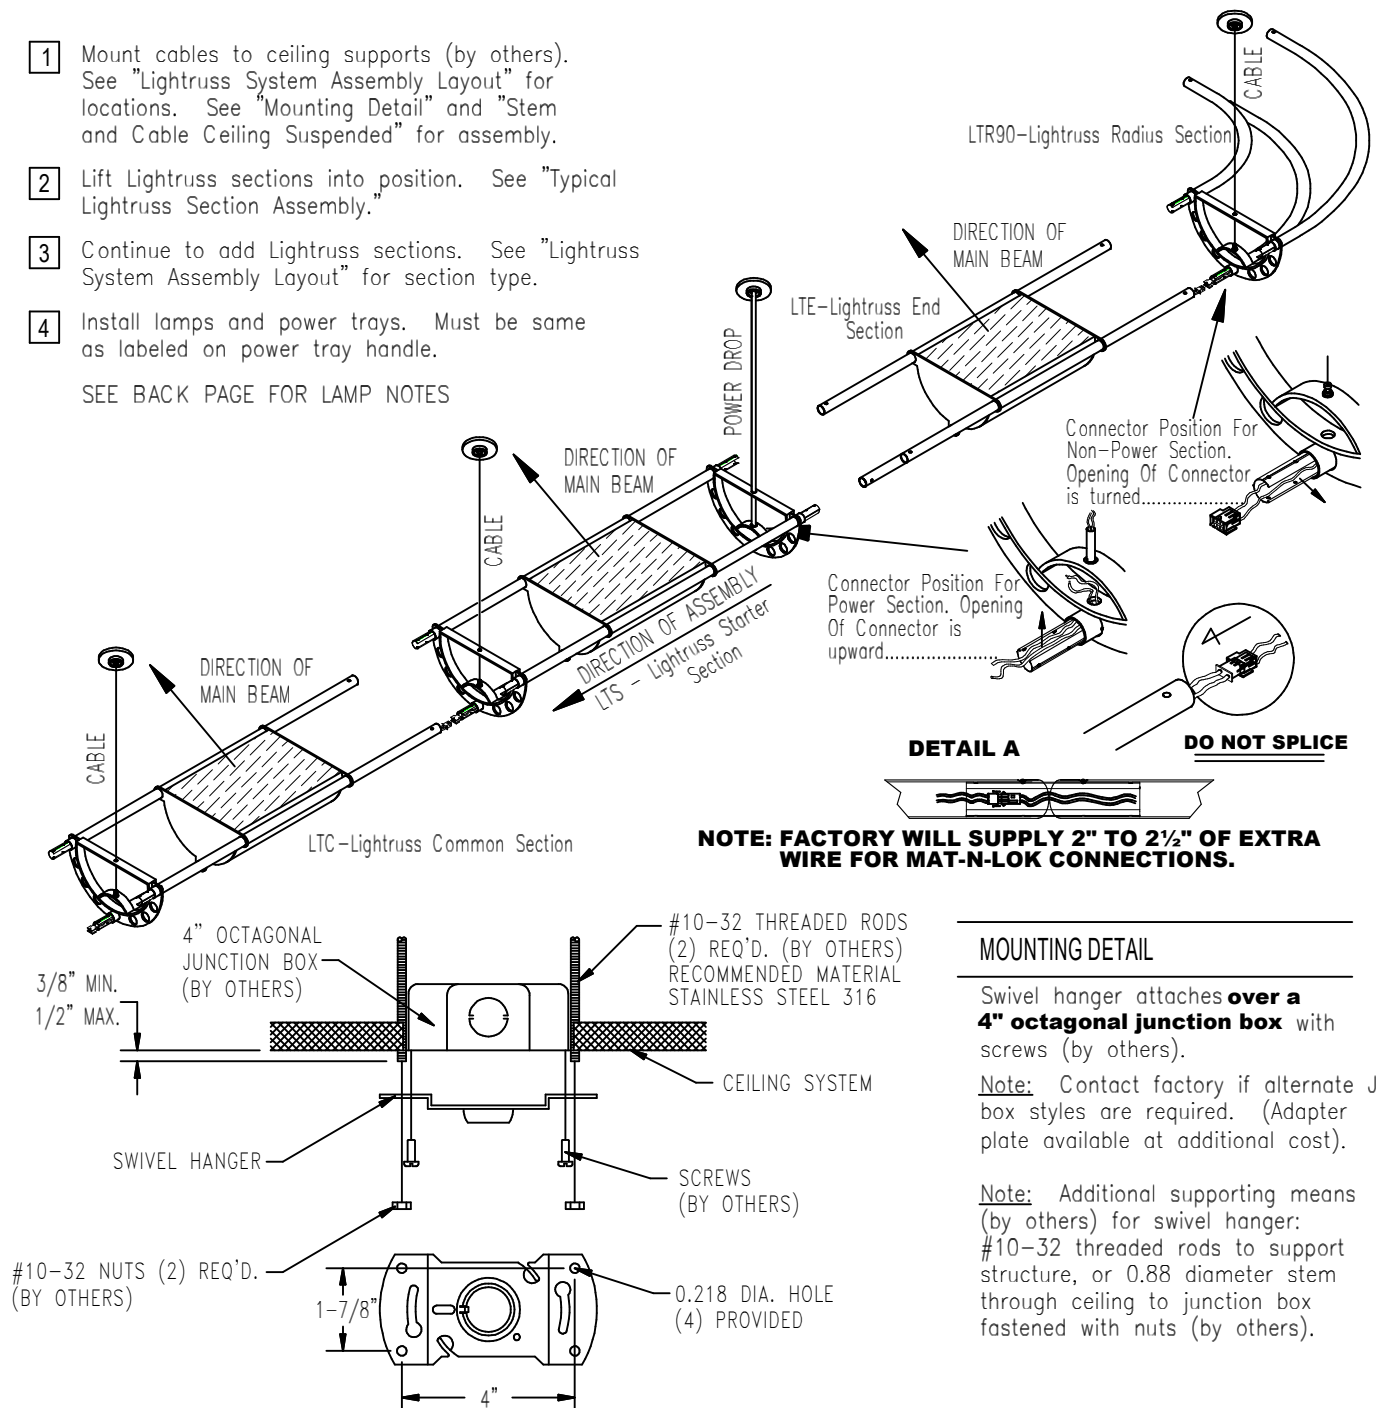 1 Mount cables to ceiling supports (by others).
See "Lightruss System Assembly Layout" for
locations. See "Mounting Detail" and "Stem
and Cable Ceiling Suspended" for assembly.
2 Lift Lightruss sections into position. See "Typical
Lightruss Section Assembly."
3 Continue to add Lightruss sections. See "Lightruss
System Assembly Layout" for section type.
4 Install lamps and power trays. Must be same
as labeled on power tray handle.
SEE BACK PAGE FOR LAMP NOTES
CABLE
LTR90-Lightruss Radius Section
DIRECTION OF
MAIN BEAM
LTE-Lightruss End
Section
POWER DROP
Connector Position For
Non-Power Section.
Opening Of Connector
is turned..................
DIRECTION OF
MAIN BEAM
CABLE
DIRECTION OF ASSEMBLY
LTS - Lightruss Starter
Section
Connector Position For
Power Section. Opening
Of Connector is
upward....................
DIRECTION OF
MAIN BEAM
CABLE
LTC-Lightruss Common Section
A
DETAIL A
DO NOT SPLICE
NOTE: FACTORY WILL SUPPLY 2" TO 2½" OF EXTRA
WIRE FOR MAT-N-LOK CONNECTIONS.
4" OCTAGONAL
JUNCTION BOX
(BY OTHERS)
3/8" MIN.
1/2" MAX.
#10-32 THREADED RODS
(2) REQ'D. (BY OTHERS)
RECOMMENDED MATERIAL
STAINLESS STEEL 316
CEILING SYSTEM
SWIVEL HANGER
SCREWS
(BY OTHERS)
#10-32 NUTS (2) REQ'D.
(BY OTHERS)
1-7/8"
0.218 DIA. HOLE
(4) PROVIDED
4"
MOUNTING DETAIL
Swivel hanger attaches over a
4" octagonal junction box with
screws (by others).
Note: Contact factory if alternate J
box styles are required. (Adapter
plate available at additional cost).
Note: Additional supporting means
(by others) for swivel hanger:
#10-32 threaded rods to support
structure, or 0.88 diameter stem
through ceiling to junction box
fastened with nuts (by others).